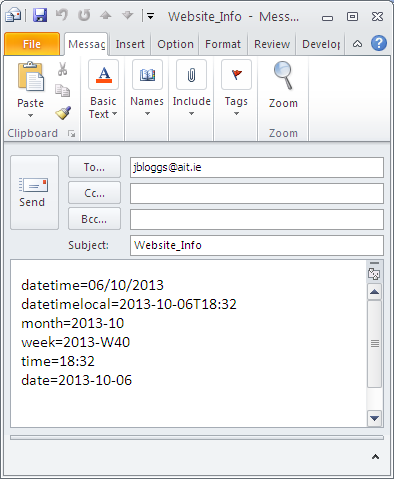 Website_Info - Mess...
File Messag Insert Option Format Review Develop
Paste
Basic Text
Names
Include
Tags
Zoom
Clipboard
Zoom
Send
To...
jbloggs@ait.ie
Cc...
Bcc...
Subject:
Website_Info
datetime=06/10/2013
datetimelocal=2013-10-06T18:32
month=2013-10
week=2013-W40
time=18:32
date=2013-10-06